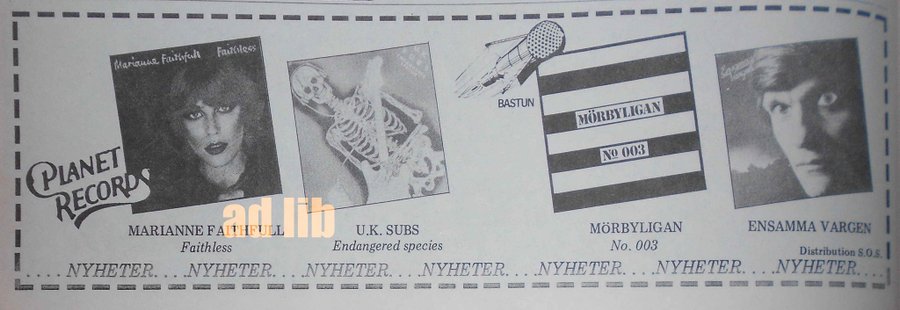 Marianne Faithfull Faithless
PLANET
RECORDS
BASTUN
MÖRBYLIGAN
Nº 003
ad lib
MARIANNE FAITHFULL
Faithless
U.K. SUBS
Endangered species
MÖRBYLIGAN
No. 003
ENSAMMA VARGEN
Distribution S.O.S.
....NYHETER....NYHETER....NYHETER....NYHETER....NYHETER....NYHETER....NYHETER....